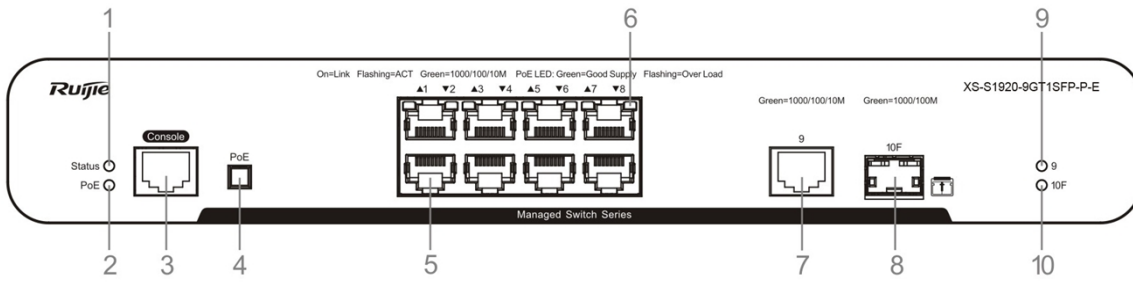 1
6
9
Ruijie
On=Link Flashing=ACT Green=1000/100/10M PoE LED: Green=Good Supply Flashing=Over Load
▲1 ▼2 ▲3 ▼4 ▲5 ▼6 ▲7 ▼8
XS-S1920-9GT1SFP-P-E
Green=1000/100/10M
Green=1000/100M
Console
9
10F
Status
PoE
PoE
9
10F
Managed Switch Series
2
3
4
5
7
8
10